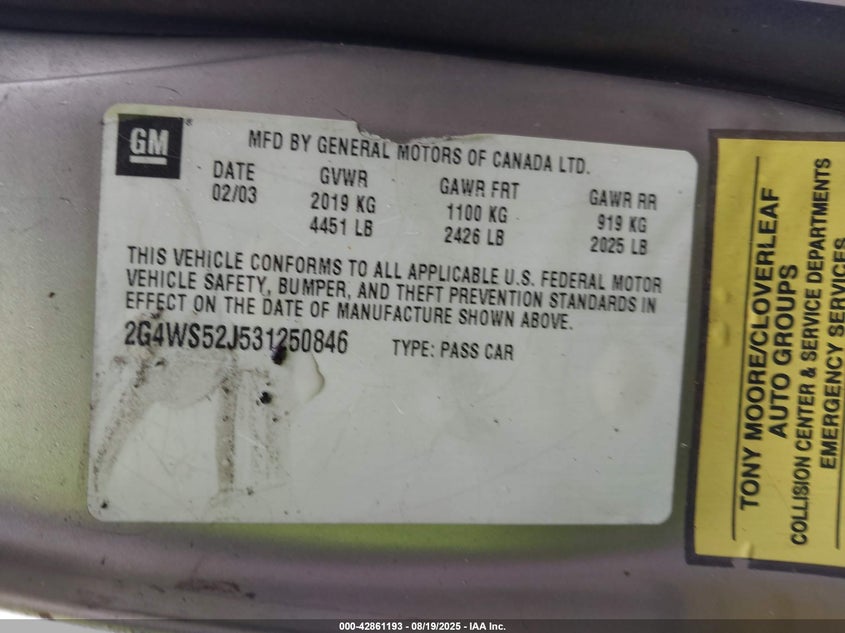 GM
®
MFD BY GENERAL MOTORS OF CANADA LTD.
DATE GVWR GAWR FRT GAWR RR
02/03 2019 KG 1100 KG 919 KG
4451 LB 2426 LB 2025 LB
THIS VEHICLE CONFORMS TO ALL APPLICABLE U.S. FEDERAL MOTOR
VEHICLE SAFETY, BUMPER, AND THEFT PREVENTION STANDARDS IN
EFFECT ON THE DATE OF MANUFACTURE SHOWN ABOVE.
2G4WS52J531250846 TYPE: PASS CAR
TONY MOORE/CLOVERLEAF
AUTO GROUPS
COLLISION CENTER & SERVICE DEPARTMENTS
EMERGENCY SERVICES
000-42861193 - 08/19/2025 - IAA Inc.